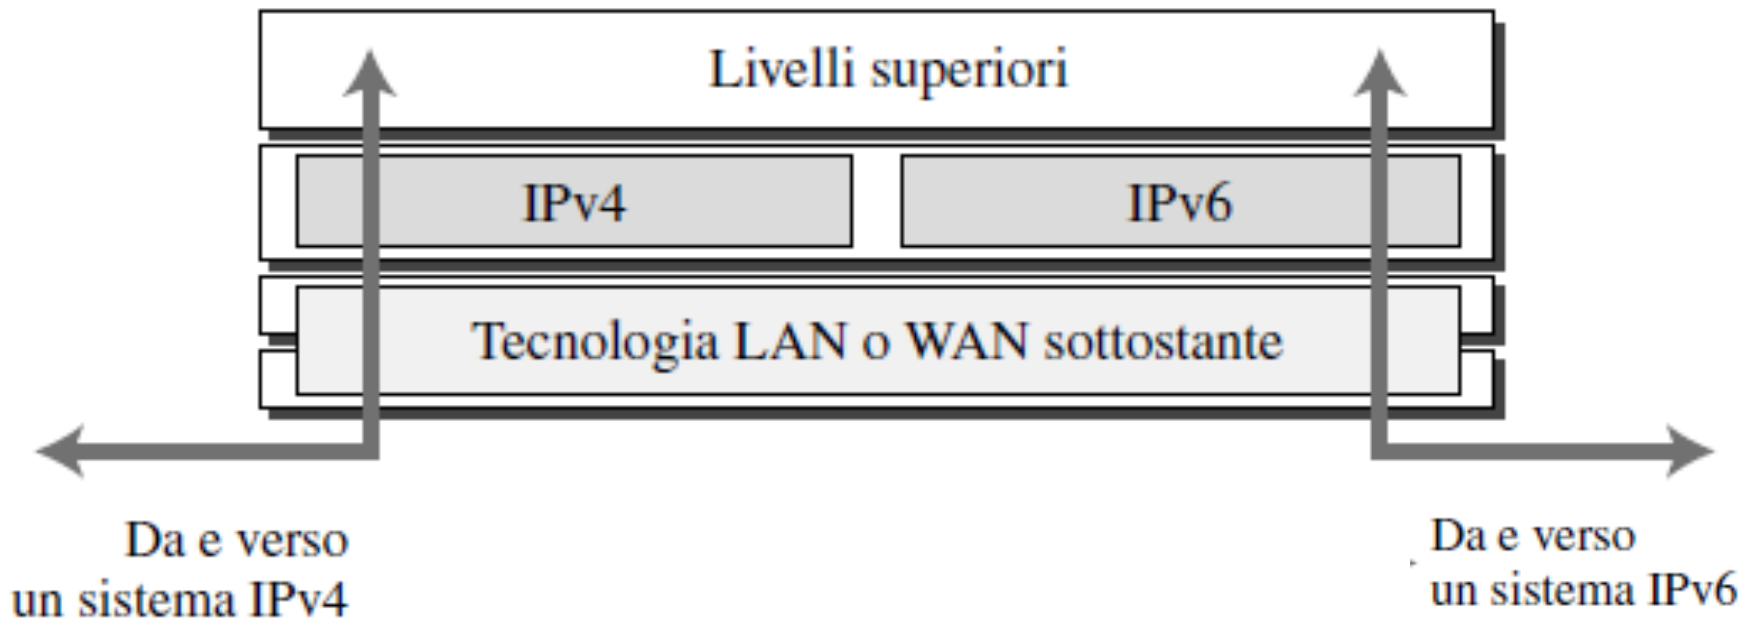 Livelli superiori
IPv4
IPv6
Tecnologia LAN o WAN sottostante
Da e verso
un sistema IPv4
Da e verso
un sistema IPv6